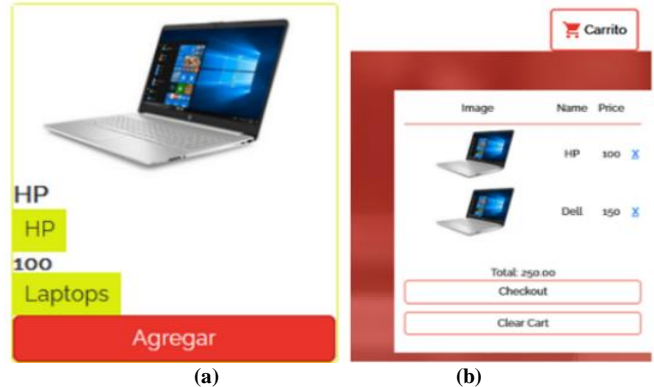 HP
HP
100
Laptops
Agregar
(a)
Carrito
Image Name Price
HP 100 X
Dell 150 X
Total: 250.00
Checkout
Clear Cart
(b)